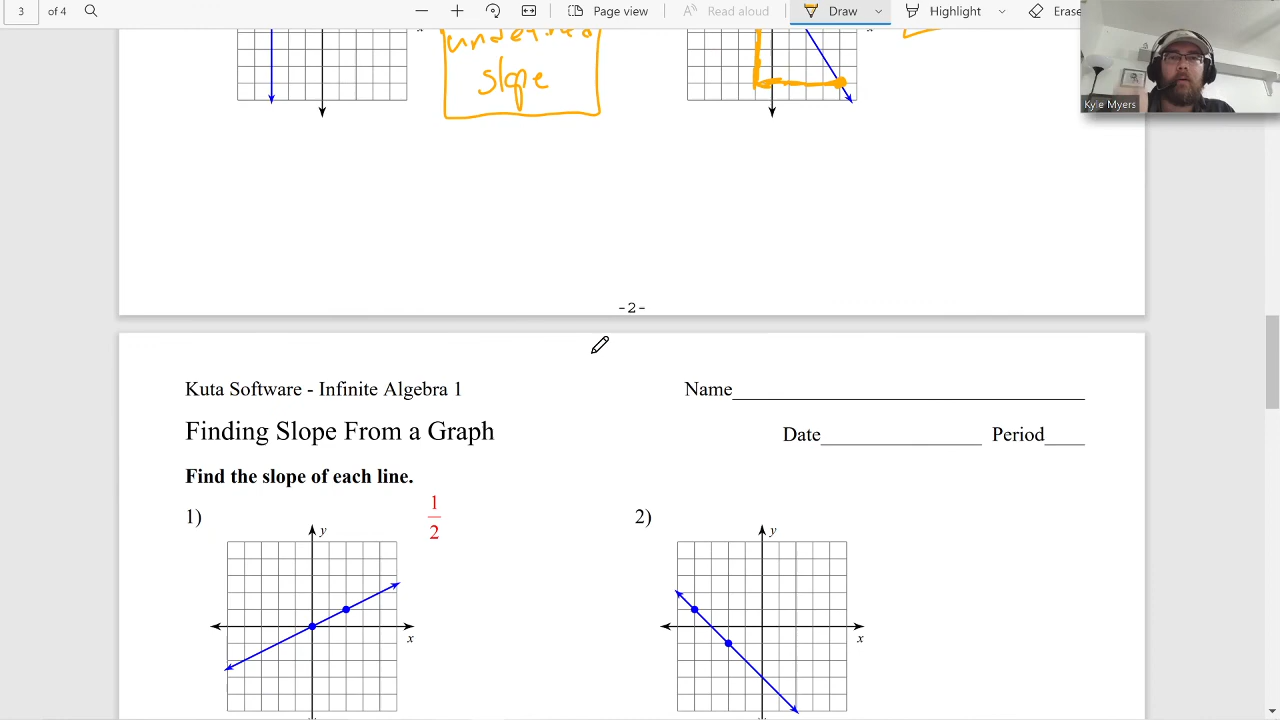 3 of 4 Page view Read aloud Draw Highlight Erase
undefined
slope
x
Kyle Myers
-2-
Kuta Software - Infinite Algebra 1 Name
Finding Slope From a Graph Date Period
Find the slope of each line.
1) 1
2
y
x
2)
y
x